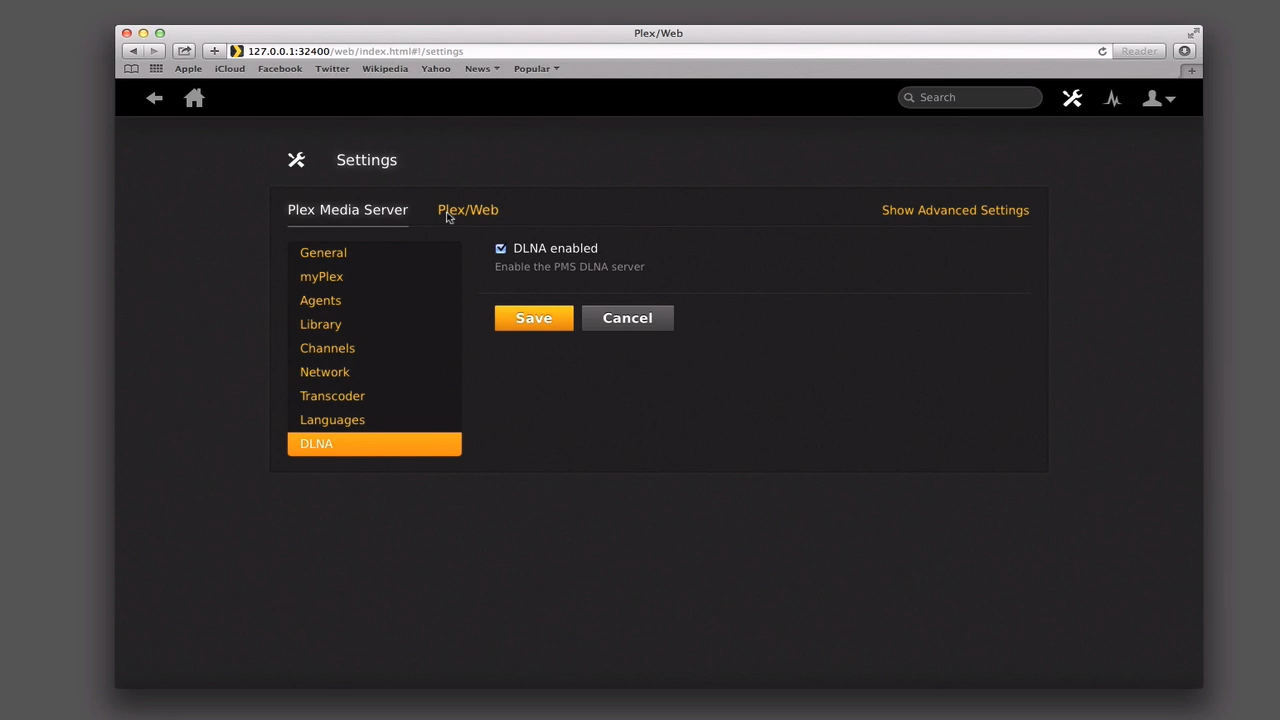 Plex/Web
127.0.0.1:32400/web/index.html#!/settings
Reader
Apple iCloud Facebook Twitter Wikipedia Yahoo News Popular
Search
Settings
Plex Media Server Plex/Web Show Advanced Settings
General
myPlex
Agents
Library
Channels
Network
Transcoder
Languages
DLNA
DLNA enabled
Enable the PMS DLNA server
Save Cancel